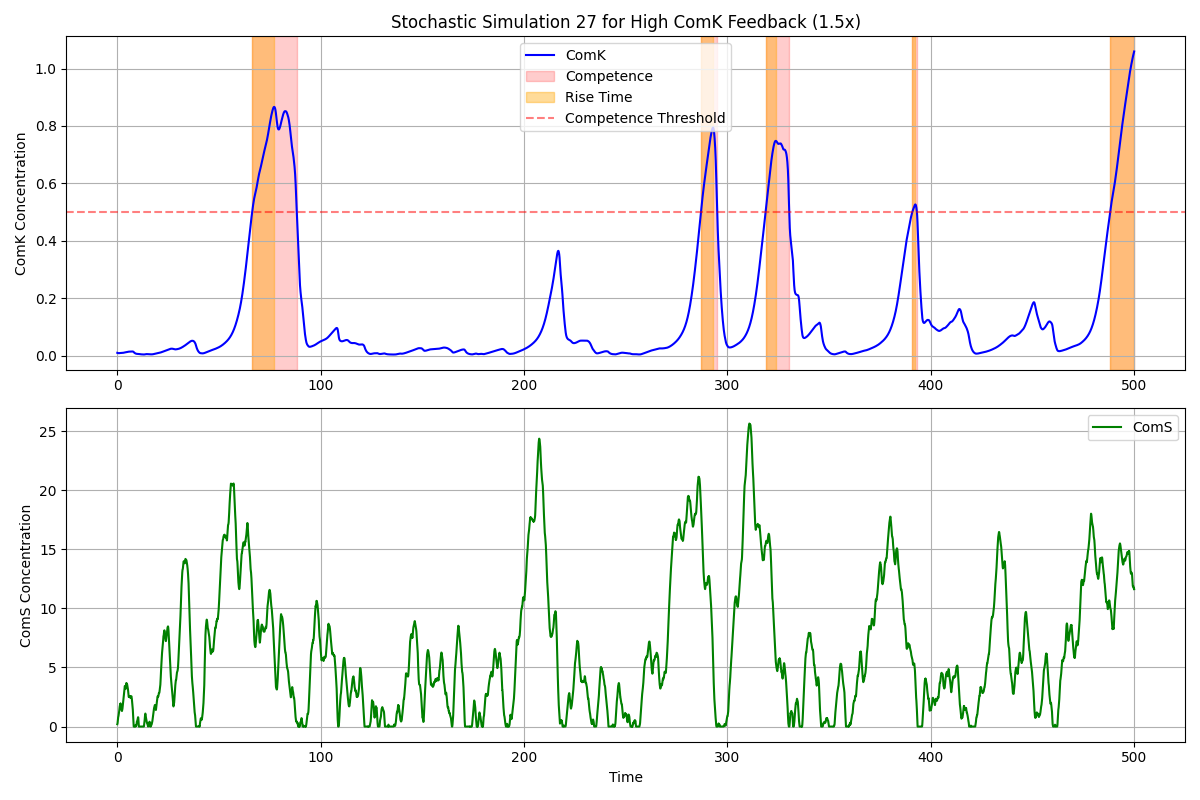 Stochastic Simulation 27 for High ComK Feedback (1.5x)
ComK Concentration
1.0
0.8
0.6
0.4
0.2
0.0
ComK
Competence
Rise Time
Competence Threshold
0 100 200 300 400 500
ComS Concentration
25
20
15
10
5
0
ComS
0 100 200 300 400 500
Time